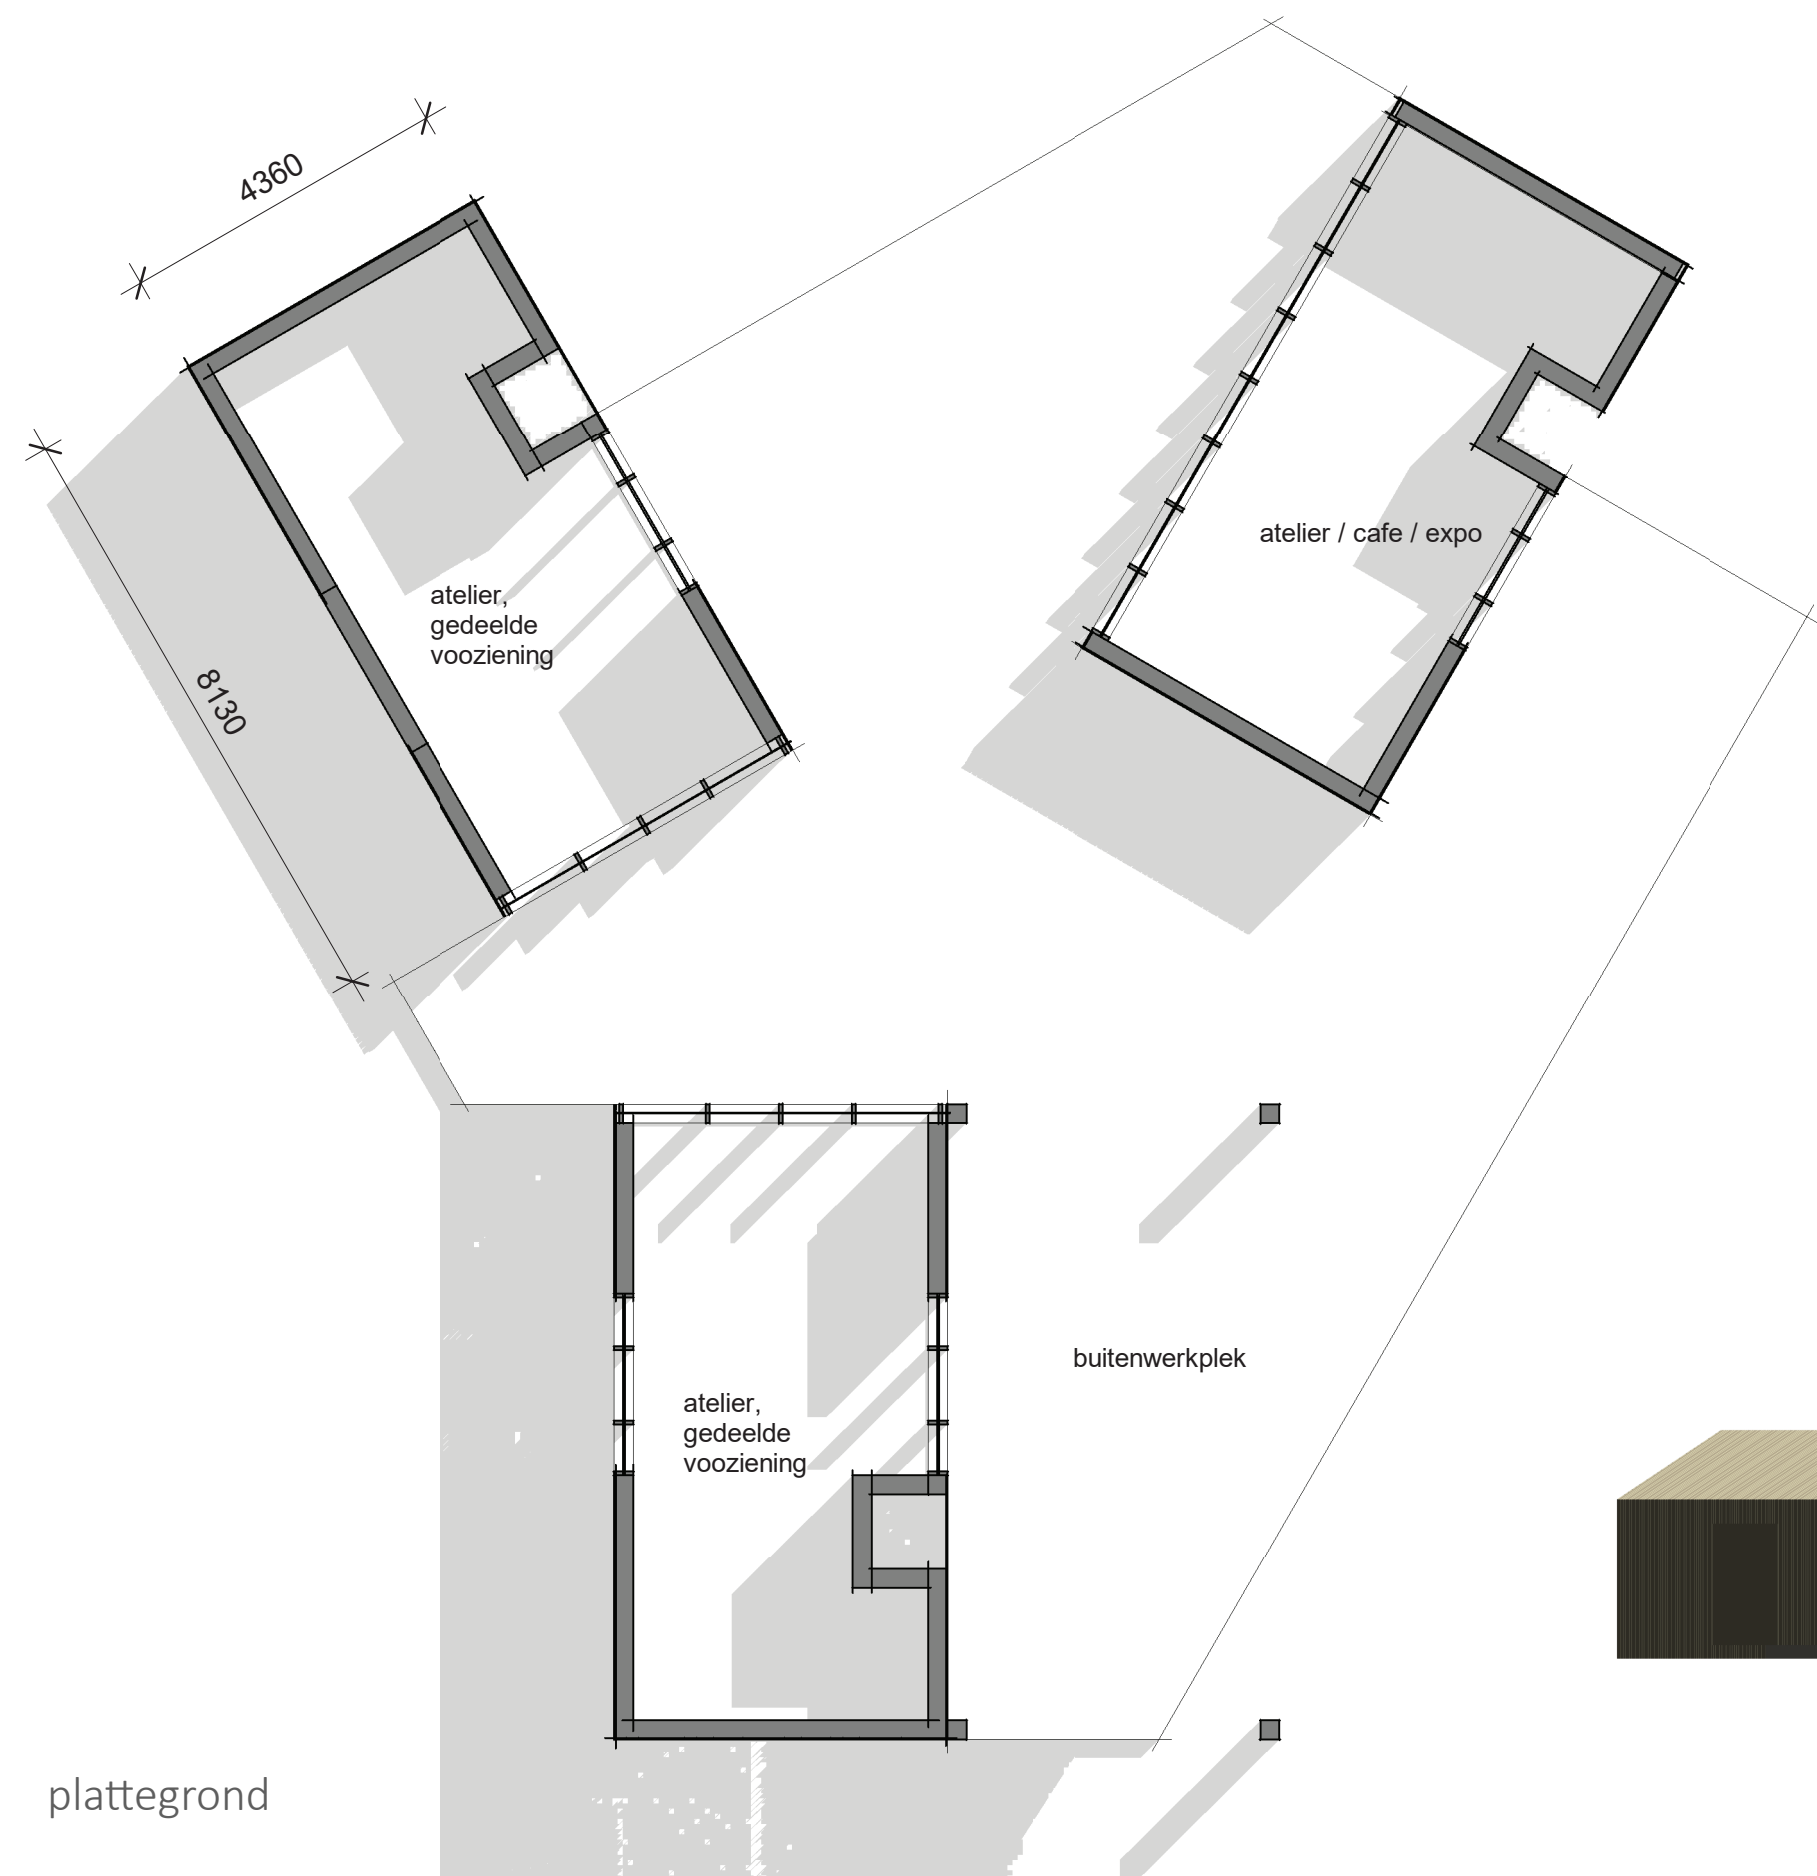 4360
8130
atelier / cafe / expo
atelier,
gedeelde
vooziening
buitenwerkplek
atelier,
gedeelde
vooziening
plattegrond